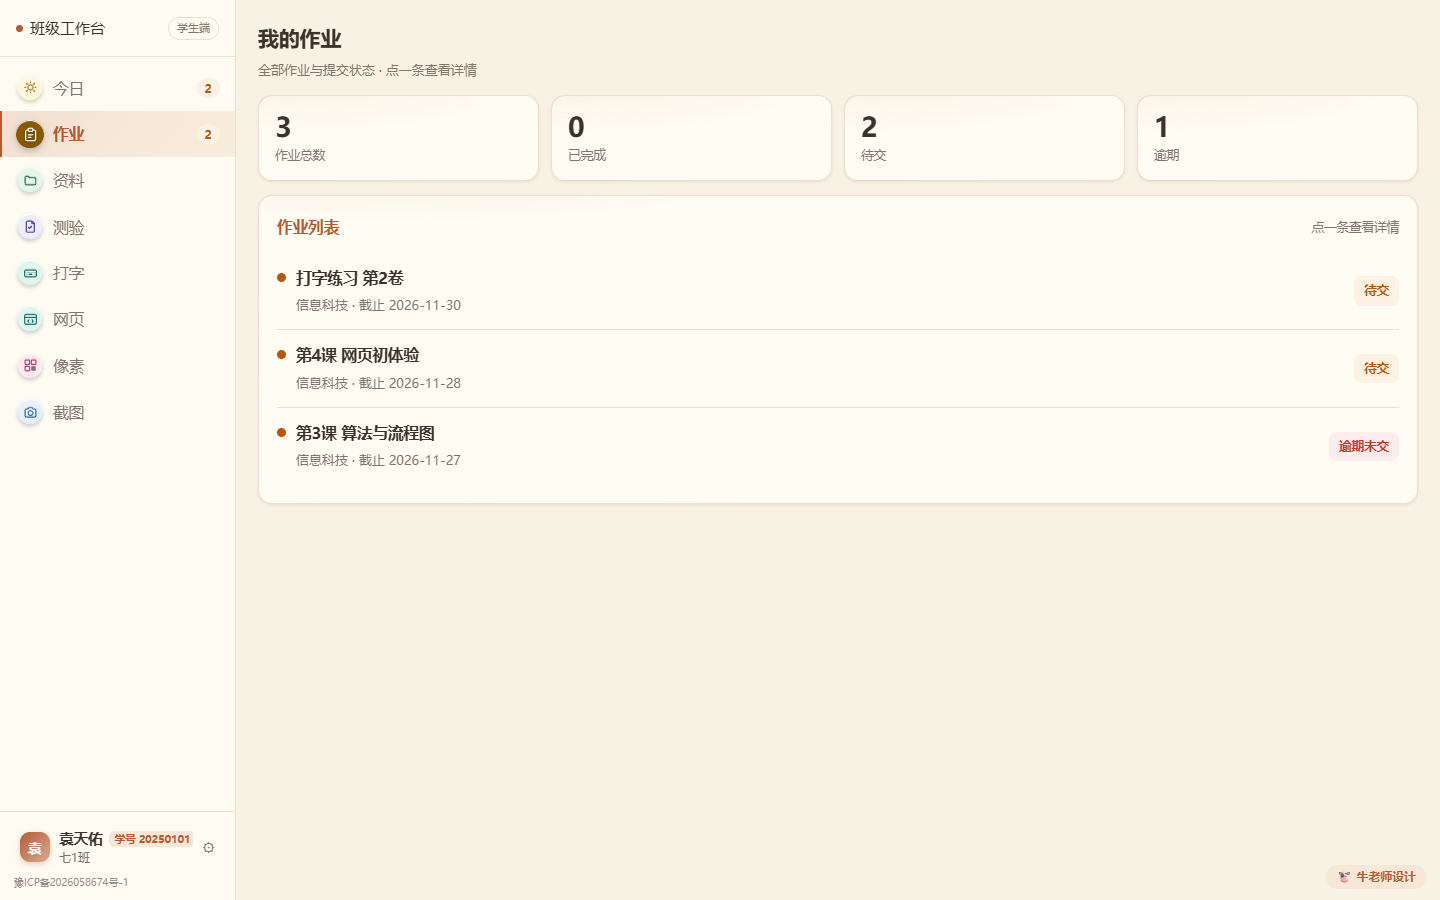 班级工作台
学生端
今日
2
作业
2
资料
测验
打字
网页
像素
截图
袁
袁天佑
学号 20250101
七1班
豫ICP备2026058674号-1
我的作业
全部作业与提交状态 · 点一条查看详情
3
作业总数
0
已完成
2
待交
1
逾期
作业列表
点一条查看详情
打字练习 第2卷
信息科技 · 截止 2026-11-30
待交
第4课 网页初体验
信息科技 · 截止 2026-11-28
待交
第3课 算法与流程图
信息科技 · 截止 2026-11-27
逾期未交
牛老师设计